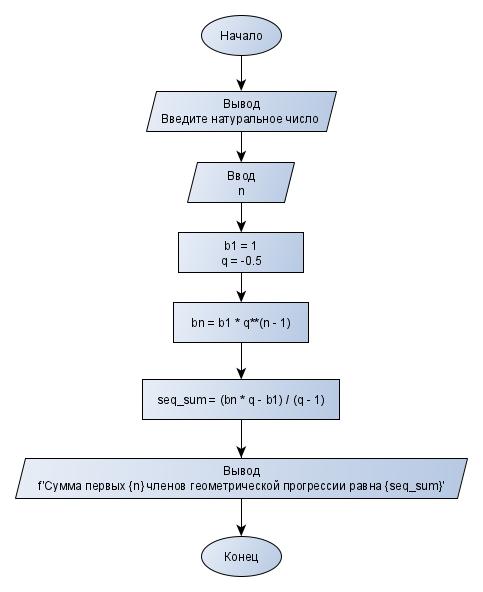 Начало
Вывод
Введите натуральное число
Ввод
n
b1 = 1
q = -0.5
bn = b1 * q**(n - 1)
seq_sum = (bn * q - b1) / (q - 1)
Вывод
f'Сумма первых {n} членов геометрической прогрессии равна {seq_sum}'
Конец